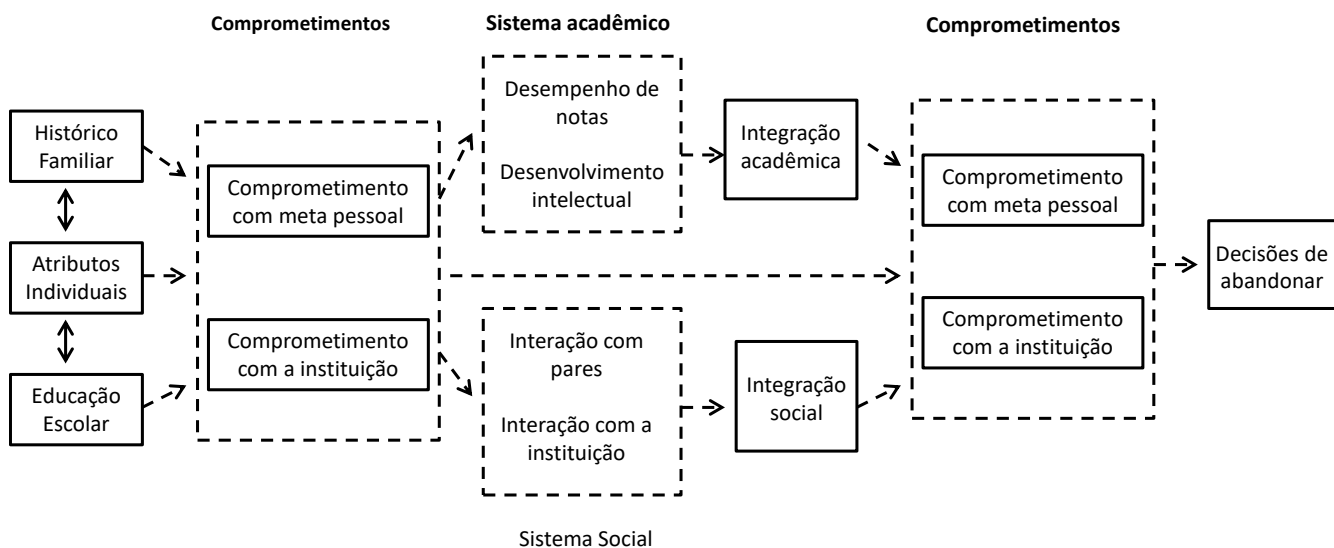 Comprometimentos
Sistema acadêmico
Comprometimentos
Histórico
Familiar
Atributos
Individuais
Educação
Escolar
Comprometimento
com meta pessoal
Comprometimento
com a instituição
Desempenho de
notas
Desenvolvimento
intelectual
Interação com
pares
Interação com a
instituição
Integração
acadêmica
Integração
social
Comprometimento
com meta pessoal
Comprometimento
com a instituição
Decisões de
abandonar
Sistema Social